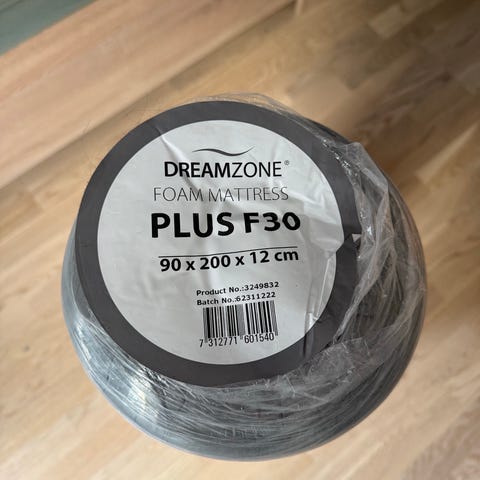 DREAMZONE®
FOAM MATTRESS
PLUS F30
90 x 200 x 12 cm
Product No.:3249832
Batch No.:62311222
7 312771 601540